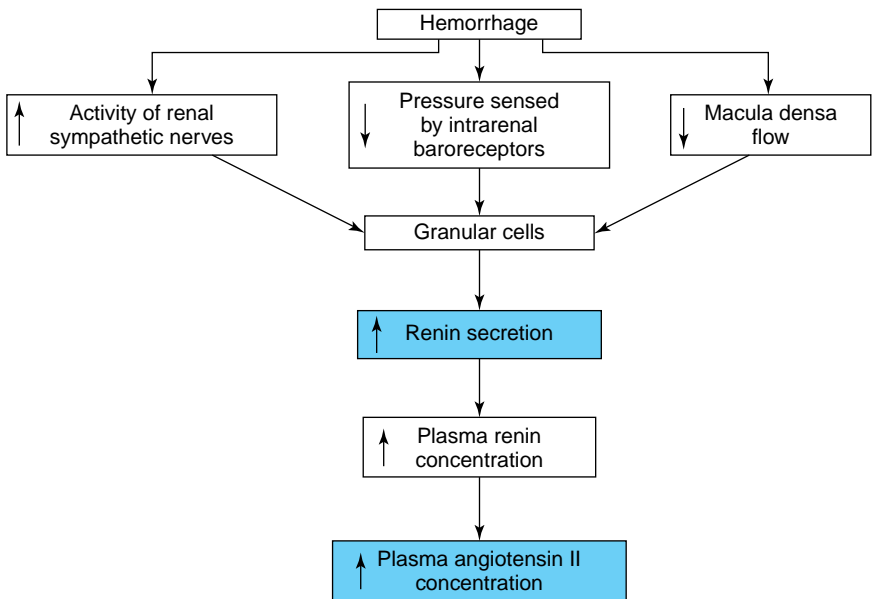 Hemorrhage
Activity of renal
sympathetic nerves
Pressure sensed
by intrarenal
baroreceptors
Macula densa
flow
Granular cells
Renin secretion
Plasma renin
concentration
Plasma angiotensin II
concentration